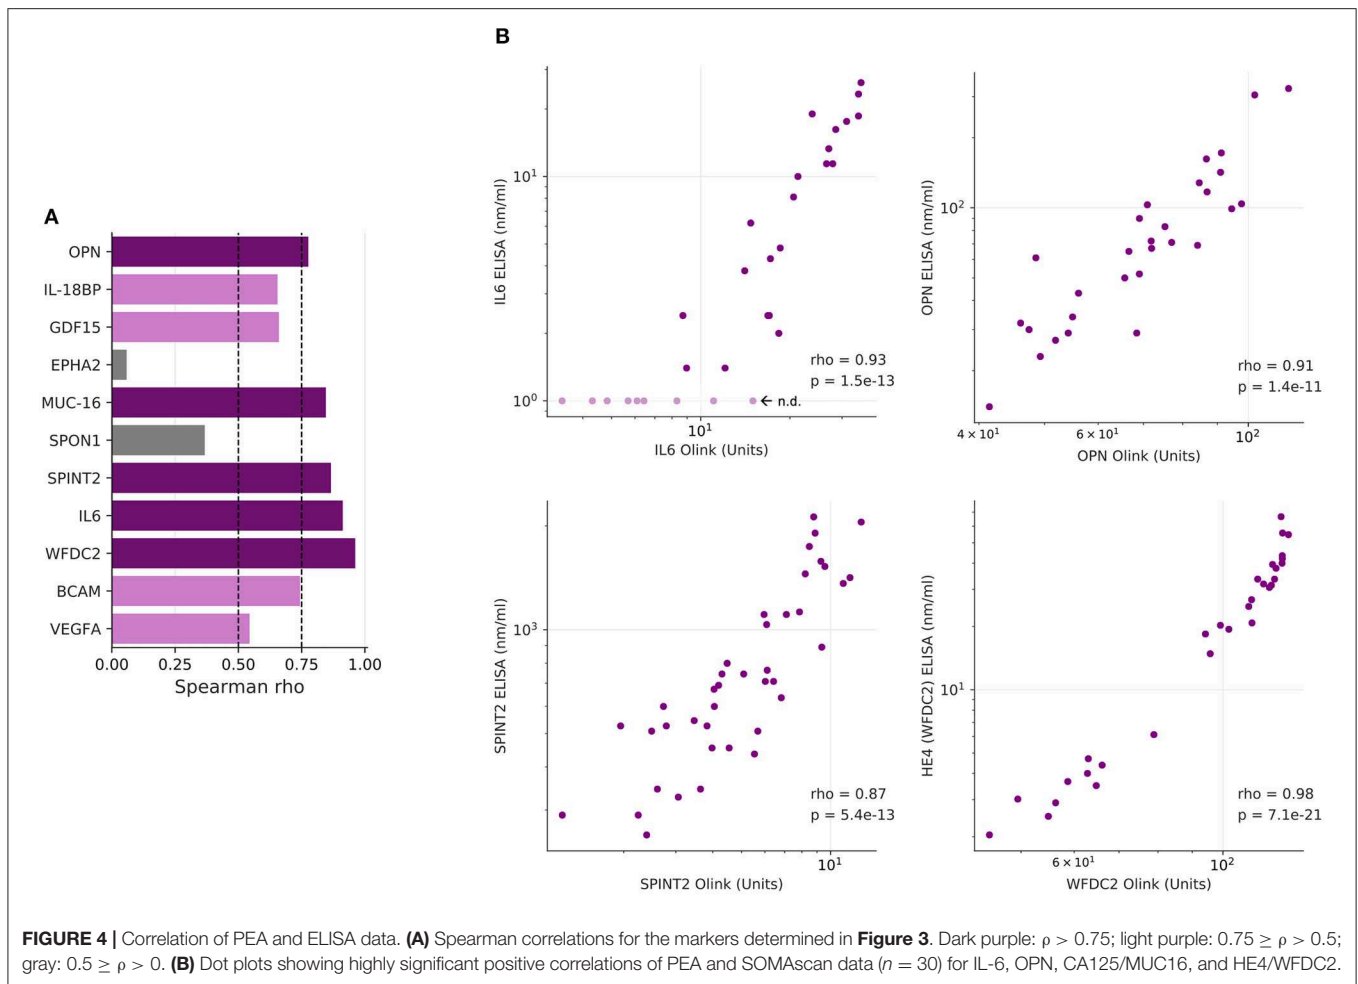 A
OPN
IL-18BP
GDF15
EPHA2
MUC-16
SPON1
SPINT2
IL6
WFDC2
BCAM
VEGFA
0.00 0.25 0.50 0.75 1.00
Spearman rho
B
IL6 ELISA (nm/ml)
10¹
10⁰
rho = 0.93
p = 1.5e-13
← n.d.
10¹
IL6 Olink (Units)
OPN ELISA (nm/ml)
10²
rho = 0.91
p = 1.4e-11
4 × 10¹ 6 × 10¹ 10²
OPN Olink (Units)
SPINT2 ELISA (nm/ml)
10³
rho = 0.87
p = 5.4e-13
10¹
SPINT2 Olink (Units)
HE4 (WFDC2) ELISA (nm/ml)
10¹
rho = 0.98
p = 7.1e-21
6 × 10¹ 10²
WFDC2 Olink (Units)
FIGURE 4 | Correlation of PEA and ELISA data. (A) Spearman correlations for the markers determined in Figure 3. Dark purple: ρ > 0.75; light purple: 0.75 ≥ ρ > 0.5;
gray: 0.5 ≥ ρ > 0. (B) Dot plots showing highly significant positive correlations of PEA and SOMAscan data (n = 30) for IL-6, OPN, CA125/MUC16, and HE4/WFDC2.